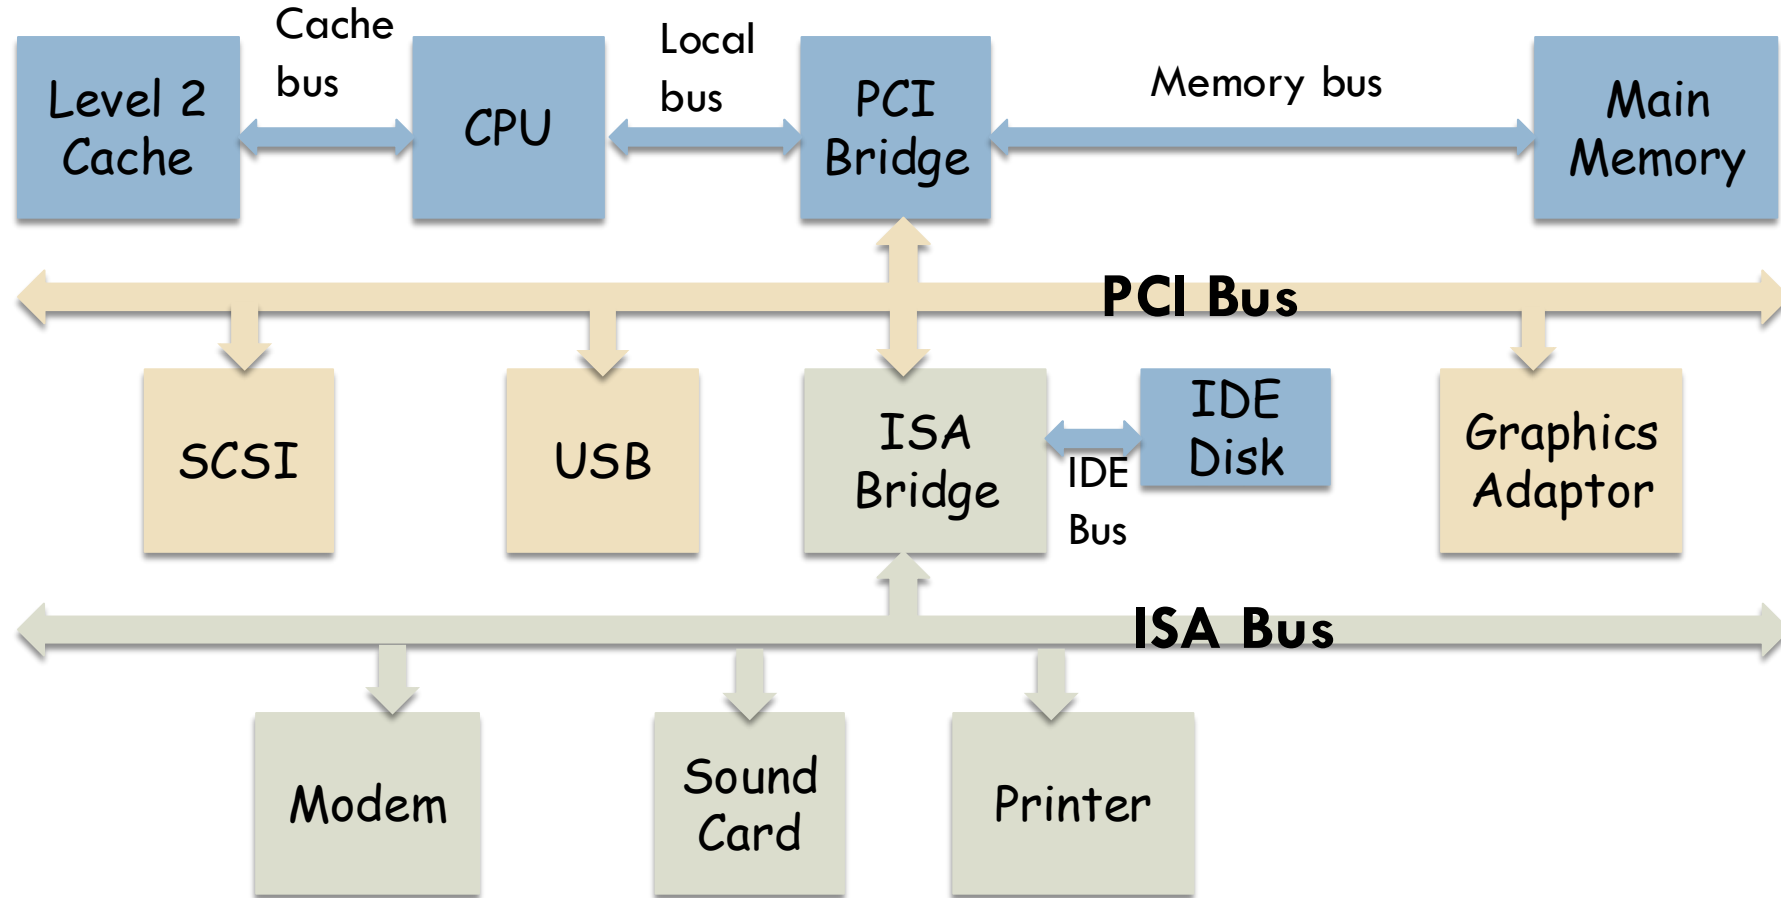 Level 2
Cache
Cache
bus
CPU
Local
bus
PCI
Bridge
Memory bus
Main
Memory
PCI Bus
SCSI
USB
ISA
Bridge
IDE
Bus
IDE
Disk
Graphics
Adaptor
ISA Bus
Modem
Sound
Card
Printer